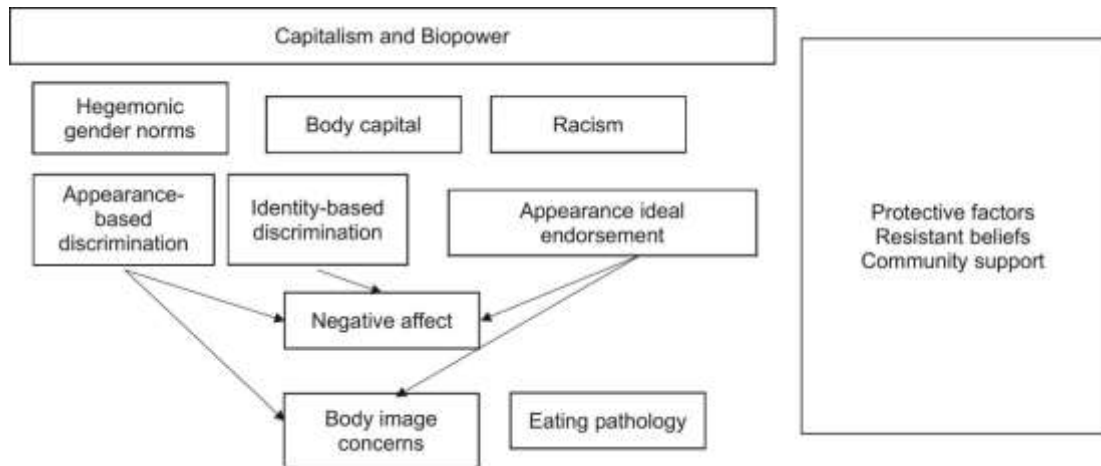 Capitalism and Biopower
Hegemonic
gender norms
Body capital
Racism
Appearance-
based
discrimination
Identity-based
discrimination
Appearance ideal
endorsement
Negative affect
Body image
concerns
Eating pathology
Protective factors
Resistant beliefs
Community support